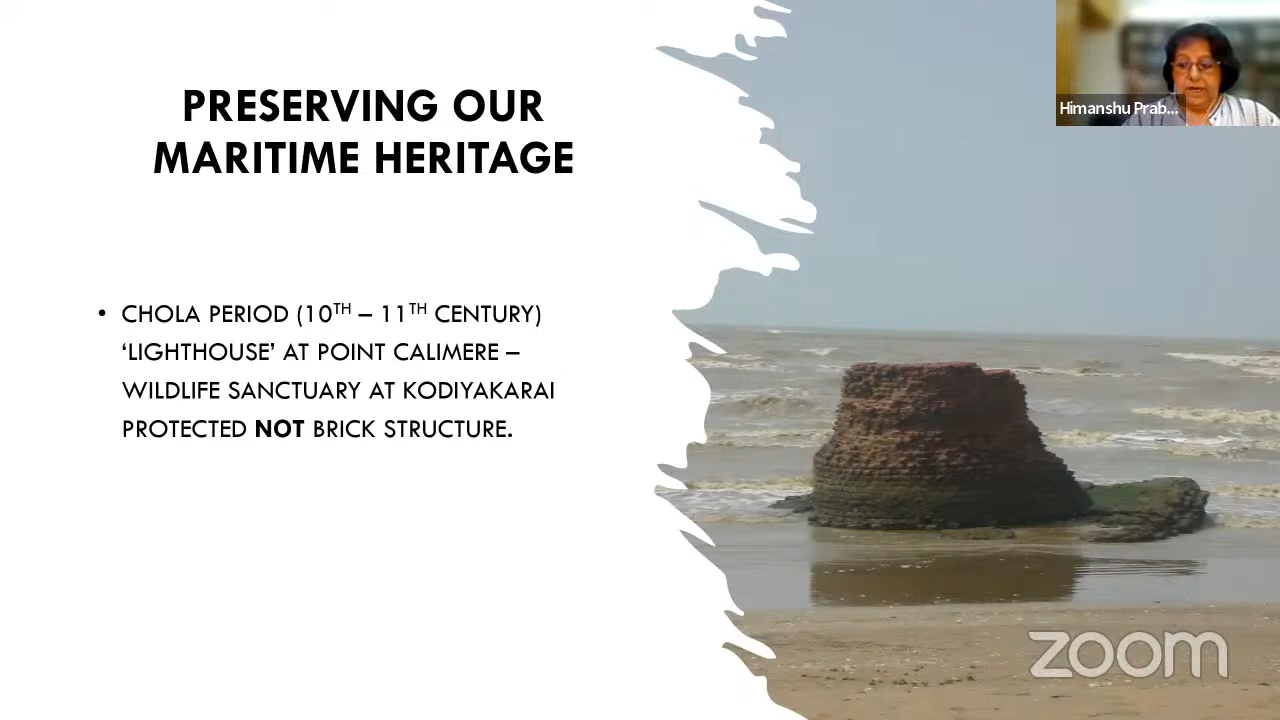 PRESERVING OUR
MARITIME HERITAGE
• CHOLA PERIOD (10TH – 11TH CENTURY)
‘LIGHTHOUSE’ AT POINT CALIMERE –
WILDLIFE SANCTUARY AT KODIYAKARAI
PROTECTED NOT BRICK STRUCTURE.
Himanshu Prab...
zoom